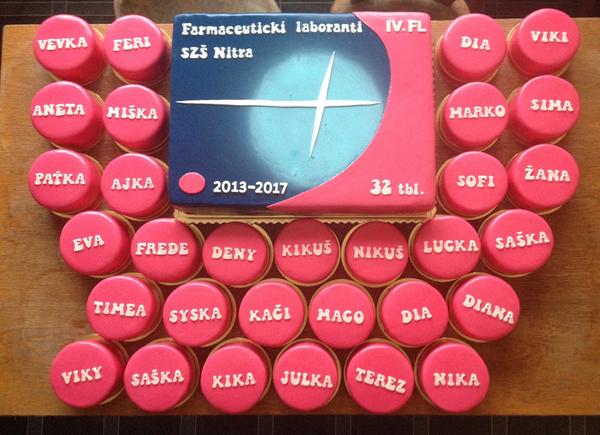 Farmaceutickí laboranti IV.FL
SZŠ Nitra
2013-2017 32 tbl.
VEVKA FERI DIA VIKI
ANETA MIŠKA MARKO SIMA
PAŤKA AJKA SOFI ŽANA
EVA FREDE DENY KIKUŠ NIKUŠ LUCKA SAŠKA
TIMEA SYSKA KAČI MACO DIA DIANA
VIKY SAŠKA KIKA JULKA TEREZ NIKA